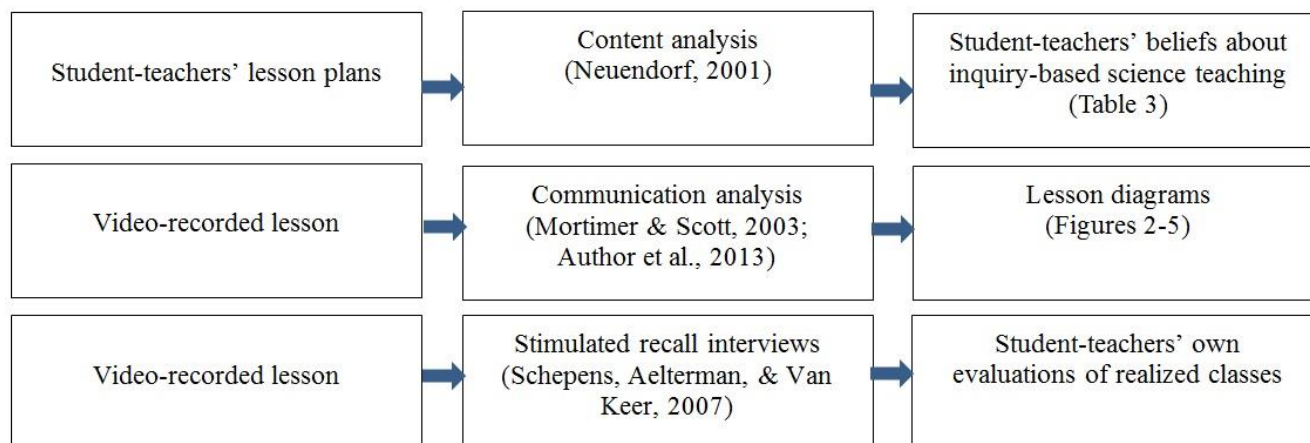 Student-teachers' lesson plans
Content analysis
(Neuendorf, 2001)
Student-teachers' beliefs about
inquiry-based science teaching
(Table 3)
Video-recorded lesson
Communication analysis
(Mortimer & Scott, 2003;
Author et al., 2013)
Lesson diagrams
(Figures 2-5)
Video-recorded lesson
Stimulated recall interviews
(Schepens, Aelterman, & Van
Keer, 2007)
Student-teachers' own
evaluations of realized classes